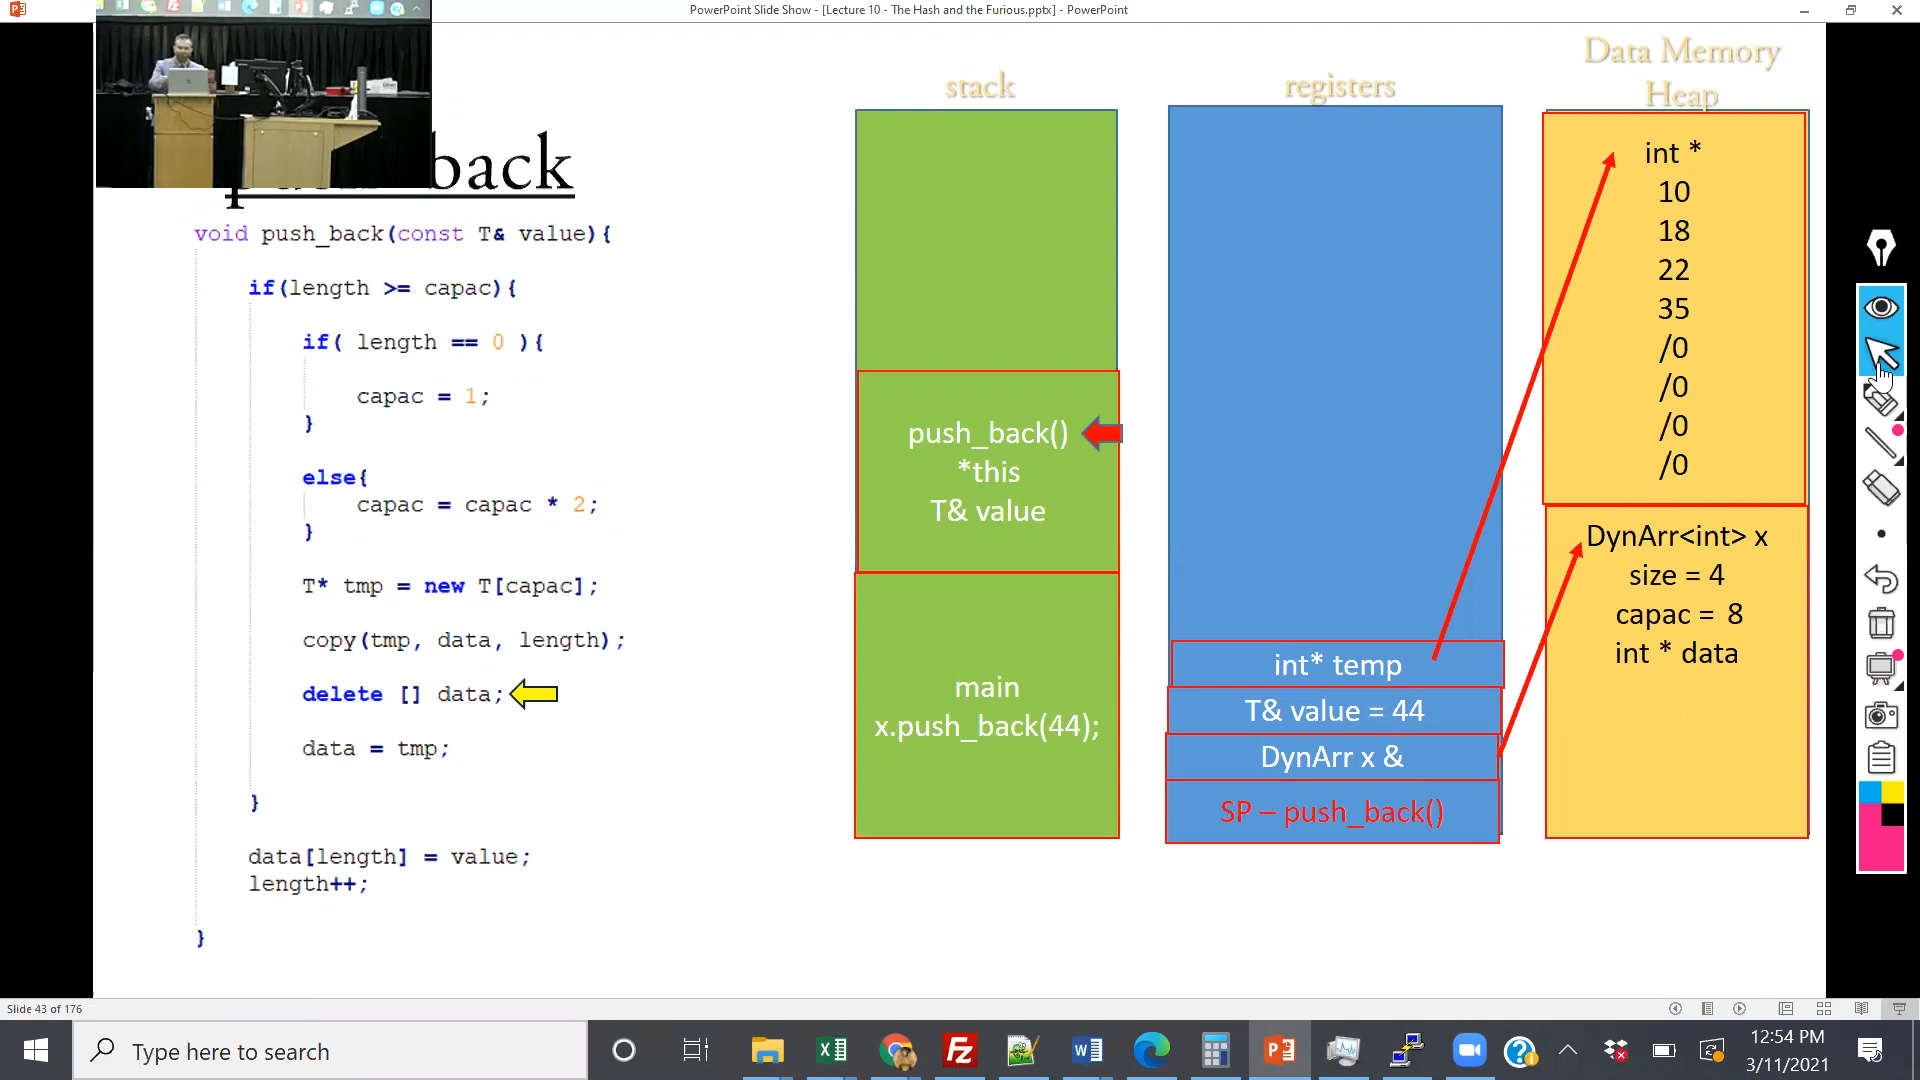 PowerPoint Slide Show - [Lecture 10 - The Hash and the Furious.pptx] - PowerPoint
back
void push_back(const T& value){
if(length >= capac){
if( length == 0 ){
capac = 1;
}
else{
capac = capac * 2;
}
T* tmp = new T[capac];
copy(tmp, data, length);
delete [] data;
data = tmp;
}
data[length] = value;
length++;
}
stack
push_back()
*this
T& value
main
x.push_back(44);
registers
int* temp
T& value = 44
DynArr x &
SP – push_back()
Data Memory
Heap
int *
10
18
22
35
/0
/0
/0
/0
DynArr<int> x
size = 4
capac = 8
int * data
Slide 43 of 176
Type here to search
12:54 PM
3/11/2021